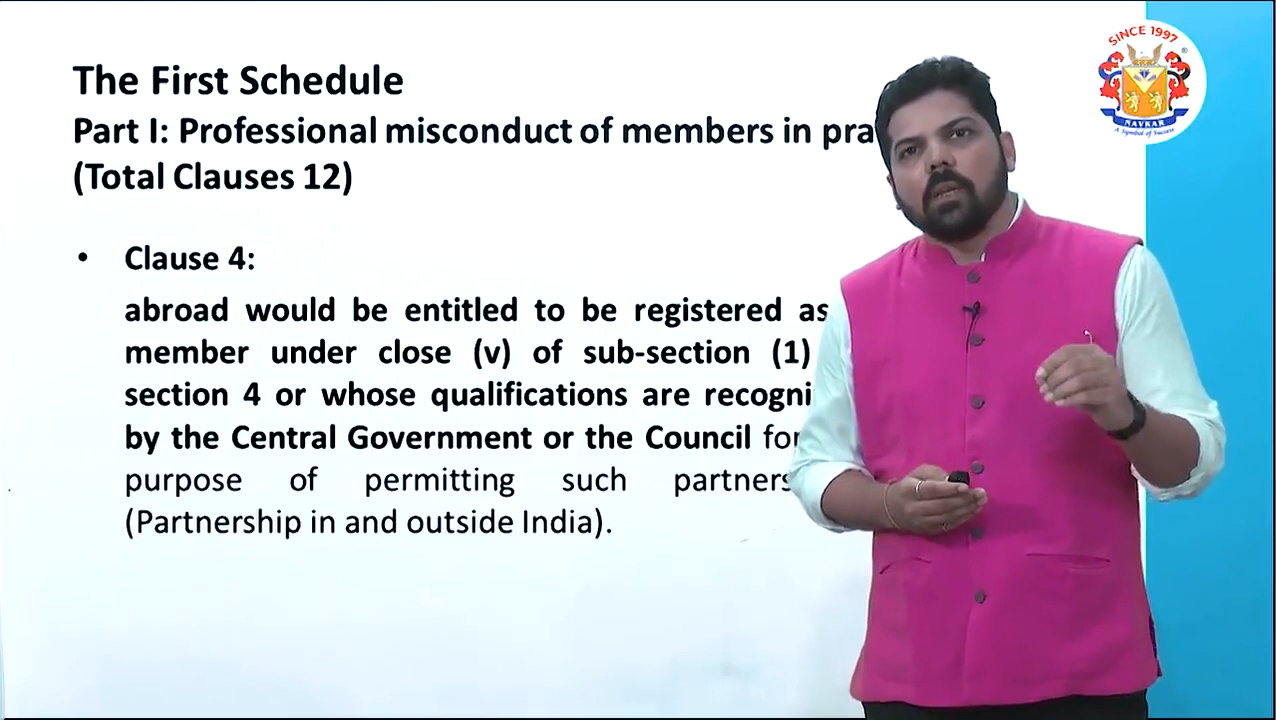 SINCE 1997
The First Schedule
Part I: Professional misconduct of members in pra
(Total Clauses 12)
NAVKAR
A Symbol of Success
• Clause 4:
abroad would be entitled to be registered as
member under close (v) of sub-section (1)
section 4 or whose qualifications are recogni
by the Central Government or the Council for
purpose of permitting such partners
(Partnership in and outside India).